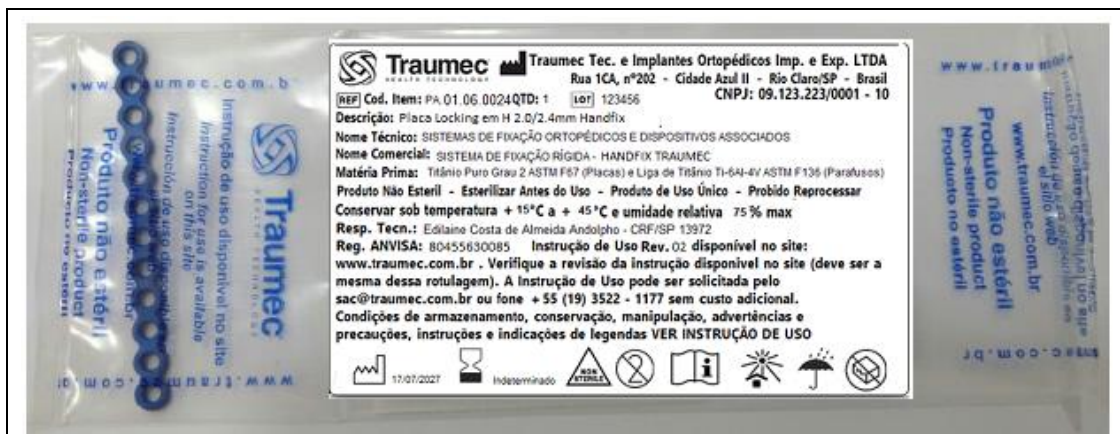 Traumec
HEALTH TECHNOLOGY
Traumec Tec. e Implantes Ortopédicos Imp. e Exp. LTDA
Rua 1CA, nº202 - Cidade Azul II - Rio Claro/SP - Brasil
CNPJ: 09.123.223/0001 - 10
REF Cod. Item: PA 01.06.0024 QTD: 1 LOT 123456
Descrição: Placa Locking em H 2.0/2.4mm Handfix
Nome Técnico: SISTEMAS DE FIXAÇÃO ORTOPÉDICOS E DISPOSITIVOS ASSOCIADOS
Nome Comercial: SISTEMA DE FIXAÇÃO RÍGIDA - HANDFIX TRAUMEC
Matéria Prima: Titânio Puro Grau 2 ASTM F67 (Placas) e Liga de Titânio Ti-6Al-4V ASTM F136 (Parafusos)
Produto Não Esteril - Esterilizar Antes do Uso - Produto de Uso Único - Probido Reprocessar
Conservar sob temperatura + 15°C a + 45°C e umidade relativa 75% max
Resp. Tecn.: Edilaine Costa de Almeida Andolpho - CRF/SP 13972
Reg. ANVISA: 80455630085 Instrução de Uso Rev. 02 disponível no site:
www.traumec.com.br . Verifique a revisão da instrução disponível no site (deve ser a
mesma dessa rotulagem). A Instrução de Uso pode ser solicitada pelo
sac@traumec.com.br ou fone +55 (19) 3522 - 1177 sem custo adicional.
Condições de armazenamento, conservação, manipulação, advertências e
precauções, instruções e indicações de legendas VER INSTRUÇÃO DE USO
17/07/2027 Indeterminado NON STERILE 2
Traumec
HEALTH TECHNOLOGY
Instrução de uso disponível no site
Instruction for use is available
on this site
Produto não estéril
Non-sterile product
Producto no estéril
www.traumec.com.br
www.traumec.com.br
Produto não estéril
Non-sterile product
Producto no estéril
el sitio web